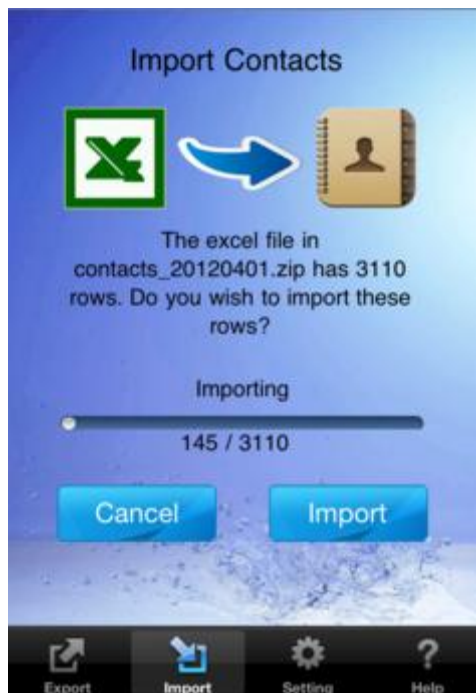 Import Contacts
The excel file in
contacts_20120401.zip has 3110
rows. Do you wish to import these
rows?
Importing
145 / 3110
Cancel Import
Export Import Setting Help